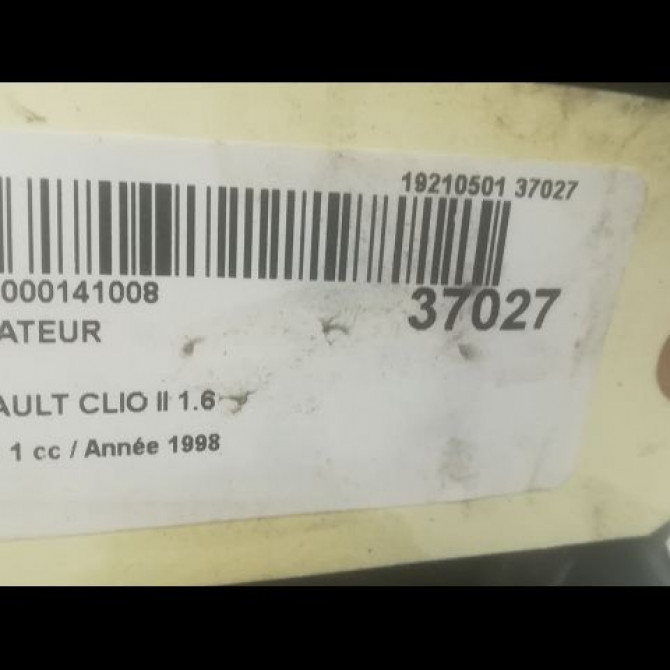 19210501 37027
000141008
37027
ATEUR
AULT CLIO II 1.6
1 cc / Année 1998